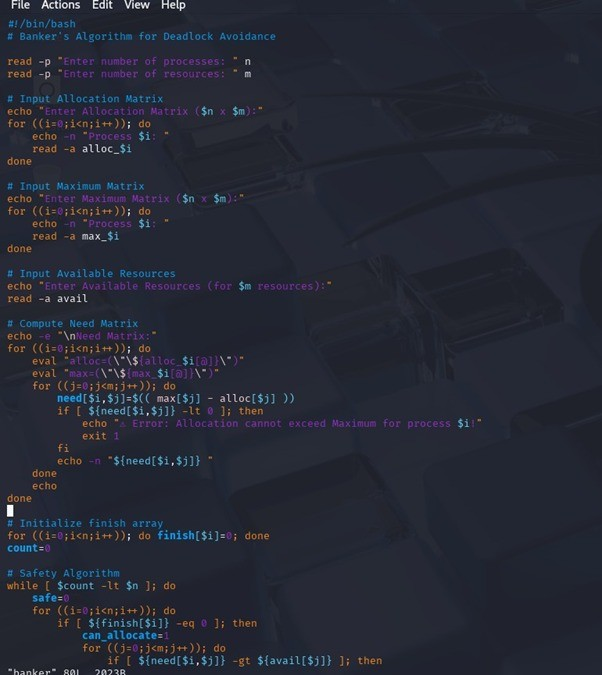 File Actions Edit View Help
#!/bin/bash
# Banker's Algorithm for Deadlock Avoidance

read -p "Enter number of processes: " n
read -p "Enter number of resources: " m

# Input Allocation Matrix
echo "Enter Allocation Matrix ($n x $m):"
for ((i=0;i<n;i++)); do
    echo -n "Process $i: "
    read -a alloc_$i
done

# Input Maximum Matrix
echo "Enter Maximum Matrix ($n x $m):"
for ((i=0;i<n;i++)); do
    echo -n "Process $i: "
    read -a max_$i
done

# Input Available Resources
echo "Enter Available Resources (for $m resources):"
read -a avail

# Compute Need Matrix
echo -e "\nNeed Matrix:"
for ((i=0;i<n;i++)); do
    eval "alloc=(\"\${alloc_$i[@]}\")"
    eval "max=(\"\${max_$i[@]}\")"
    for ((j=0;j<m;j++)); do
        need[$i,$j]=$(( max[$j] - alloc[$j] ))
        if [ ${need[$i,$j]} -lt 0 ]; then
            echo "⚠ Error: Allocation cannot exceed Maximum for process $i!"
            exit 1
        fi
        echo -n "${need[$i,$j]} "
    done
    echo
done

# Initialize finish array
for ((i=0;i<n;i++)); do finish[$i]=0; done
count=0

# Safety Algorithm
while [ $count -lt $n ]; do
    safe=0
    for ((i=0;i<n;i++)); do
        if [ ${finish[$i]} -eq 0 ]; then
            can_allocate=1
            for ((j=0;j<m;j++)); do
                if [ ${need[$i,$j]} -gt ${avail[$j]} ]; then
"banker" 80L, 2023B